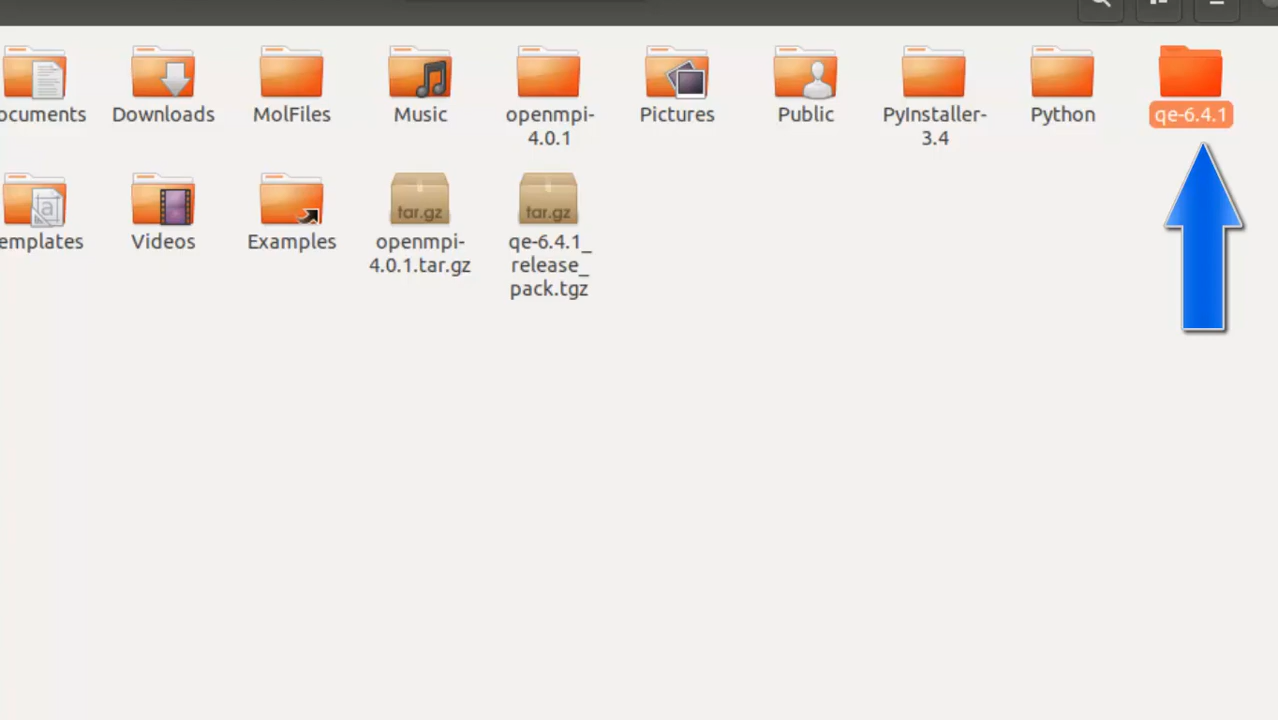 ocuments Downloads MolFiles Music openmpi- Pictures Public PyInstaller- Python qe-6.4.1
4.0.1 3.4
tar.gz tar.gz
emplates Videos Examples openmpi- qe-6.4.1_
4.0.1.tar.gz release_
pack.tgz